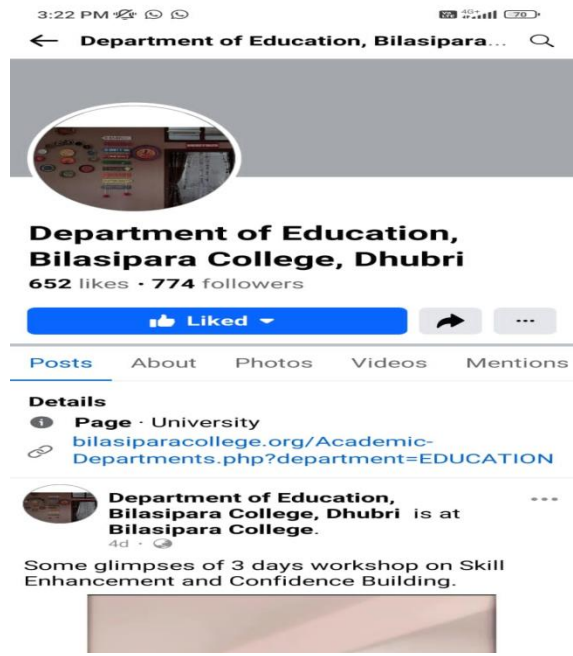 3:22 PM
4G+
70
Department of Education, Bilasipara...
Department of Education,
Bilasipara College, Dhubri
652 likes · 774 followers
Liked
Posts About Photos Videos Mentions
Details
Page · University
bilasiparacollege.org/Academic-
Departments.php?department=EDUCATION
Department of Education,
Bilasipara College, Dhubri is at
Bilasipara College.
4d ·
Some glimpses of 3 days workshop on Skill
Enhancement and Confidence Building.